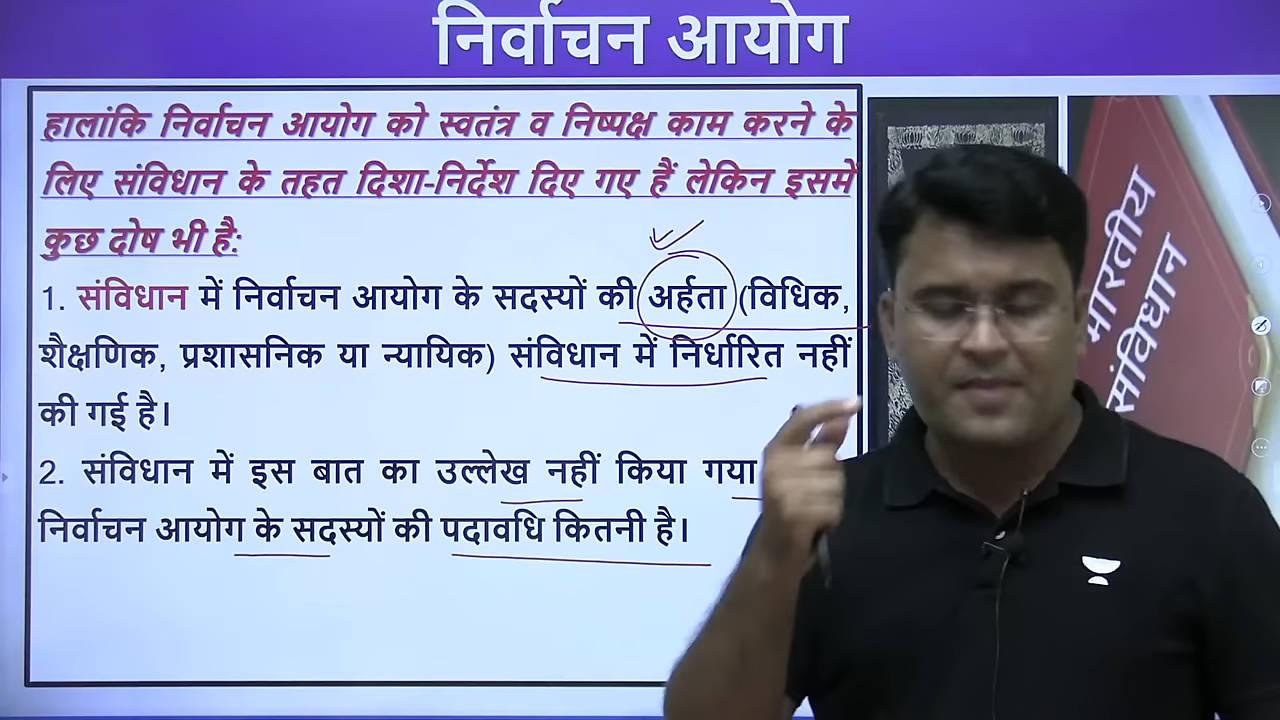 निर्वाचन आयोग
हालांकि निर्वाचन आयोग को स्वतंत्र व निष्पक्ष काम करने के
लिए संविधान के तहत दिशा-निर्देश दिए गए हैं लेकिन इसमें
कुछ दोष भी है:
1. संविधान में निर्वाचन आयोग के सदस्यों की अर्हता (विधिक,
शैक्षणिक, प्रशासनिक या न्यायिक) संविधान में निर्धारित नहीं
की गई है।
2. संविधान में इस बात का उल्लेख नहीं किया गया
निर्वाचन आयोग के सदस्यों की पदावधि कितनी है।
भारतीय
संविधान